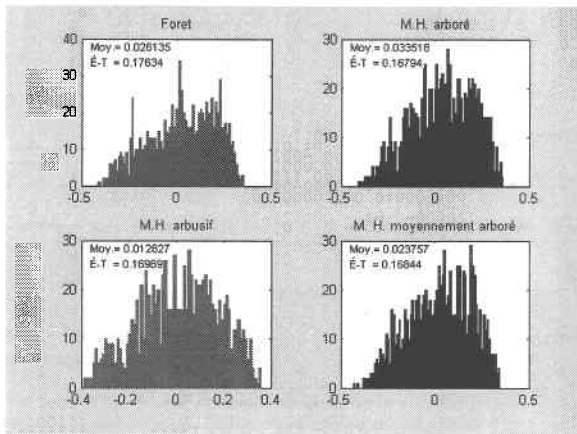 Foret
Moy.= 0.026135
É-T = 0.17634
40
30
20
10
0
-0.5 0 0.5
M.H. arboré
Moy.= 0.033518
É-T = 0.16794
30
20
10
0
-0.5 0 0.5
M.H. arbusif
Moy.= 0.012827
É-T = 0.16969
30
20
10
0
-0.4 -0.2 0 0.2 0.4
M. H. moyennement arboré
Moy.= 0.023757
É-T = 0.16844
30
20
10
0
-0.5 0 0.5